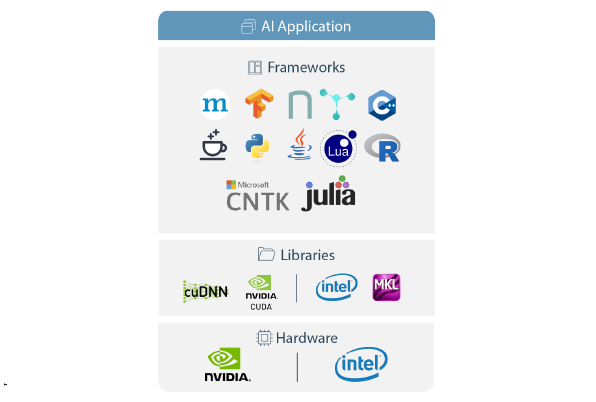 AI Application
Frameworks
m
C++
++
Lua
R
Microsoft
CNTK
julia
Libraries
cuDNN
NVIDIA.
CUDA
intel
MKL
Hardware
NVIDIA.
intel